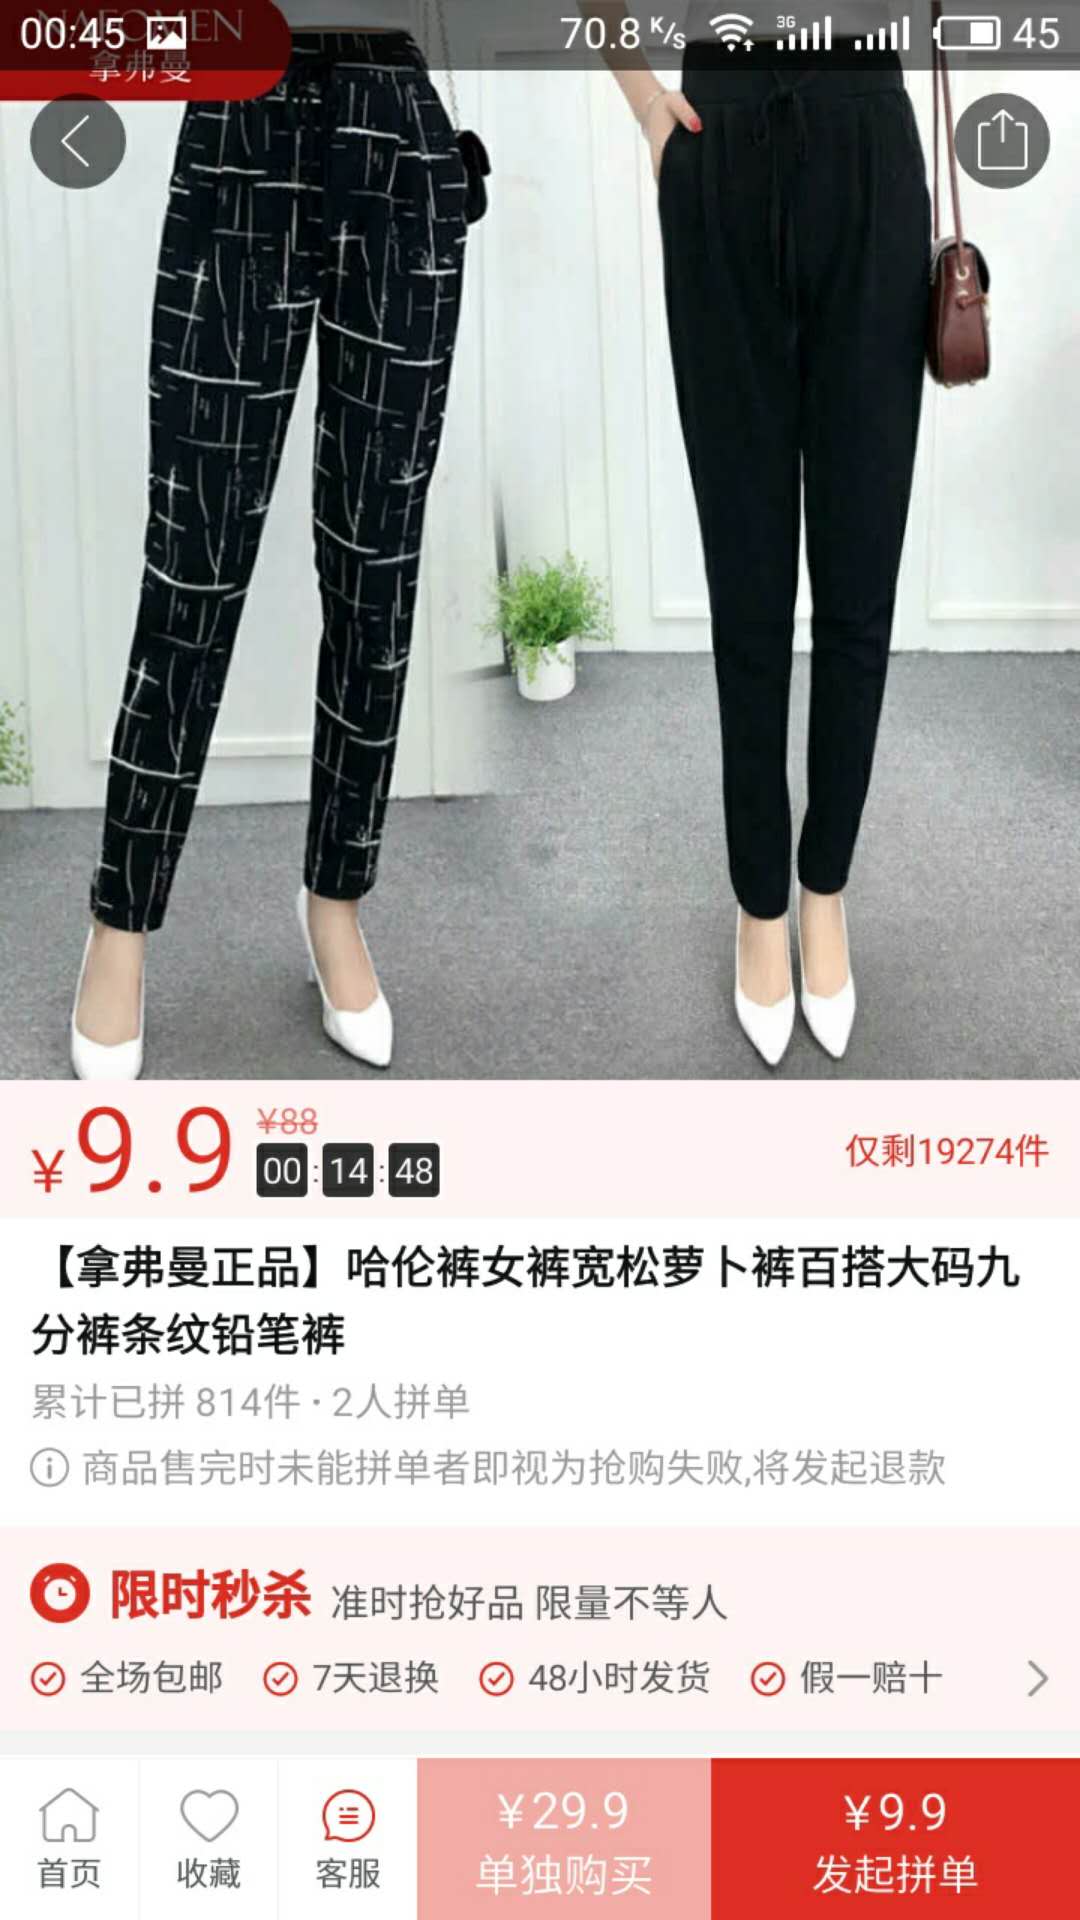 00:45 70.8 K/s 3G 45
NAFOMEN
拿弗曼
¥9.9 ¥88
00:14:48
仅剩19274件
【拿弗曼正品】哈伦裤女裤宽松萝卜裤百搭大码九
分裤条纹铅笔裤
累计已拼 814件 · 2人拼单
商品售完时未能拼单者即视为抢购失败,将发起退款
限时秒杀 准时抢好品 限量不等人
全场包邮 7天退换 48小时发货 假一赔十
首页 收藏 客服
¥29.9
单独购买
¥9.9
发起拼单